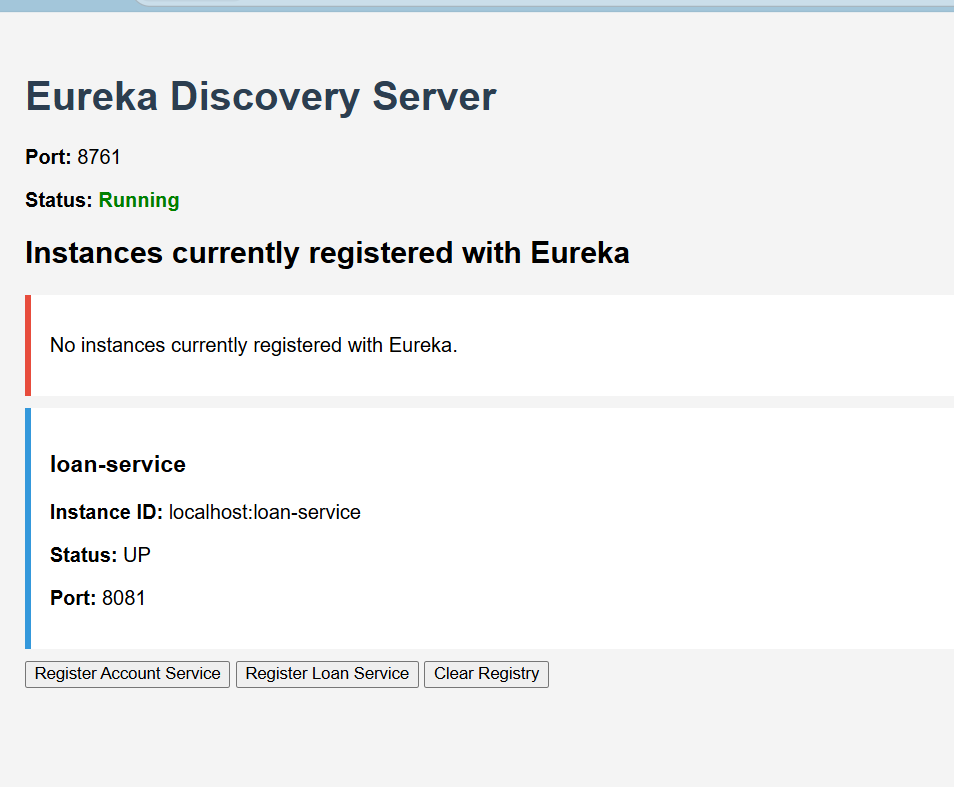 Eureka Discovery Server
Port: 8761
Status: Running
Instances currently registered with Eureka
No instances currently registered with Eureka.
loan-service
Instance ID: localhost:loan-service
Status: UP
Port: 8081
Register Account Service Register Loan Service Clear Registry